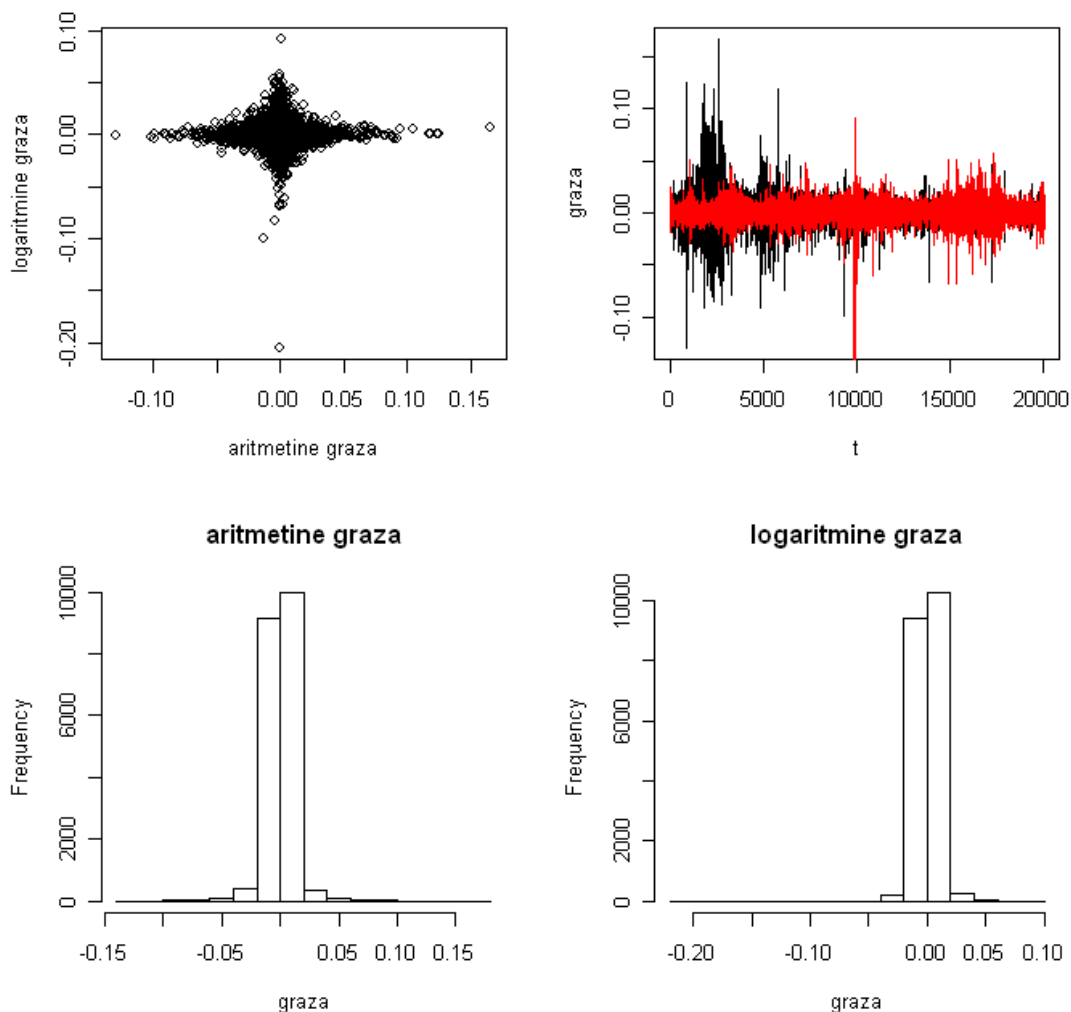 logaritmine graza
0.10
0.00
-0.10
-0.20
-0.10 0.00 0.05 0.10 0.15
aritmetine graza
graza
0.10
0.00
-0.10
0 5000 10000 15000 20000
t
aritmetine graza
Frequency
10000
6000
2000
0
-0.15 -0.05 0.05 0.10 0.15
graza
logaritmine graza
Frequency
10000
6000
2000
0
-0.20 -0.10 0.00 0.05 0.10
graza